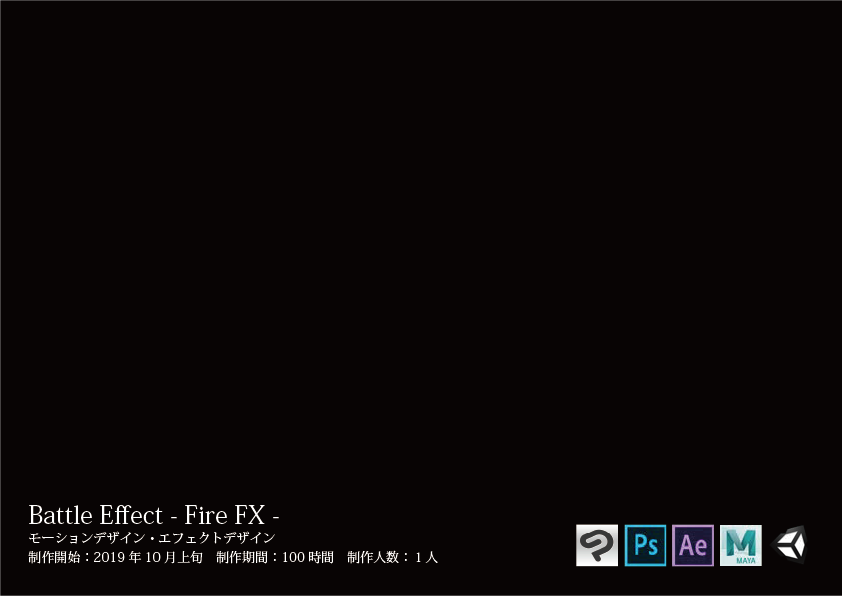 Battle Effect - Fire FX -
モーションデザイン・エフェクトデザイン
制作開始：2019 年 10 月上旬　制作期間：100 時間　制作人数：1 人
Ps
Ae
M
MAYA